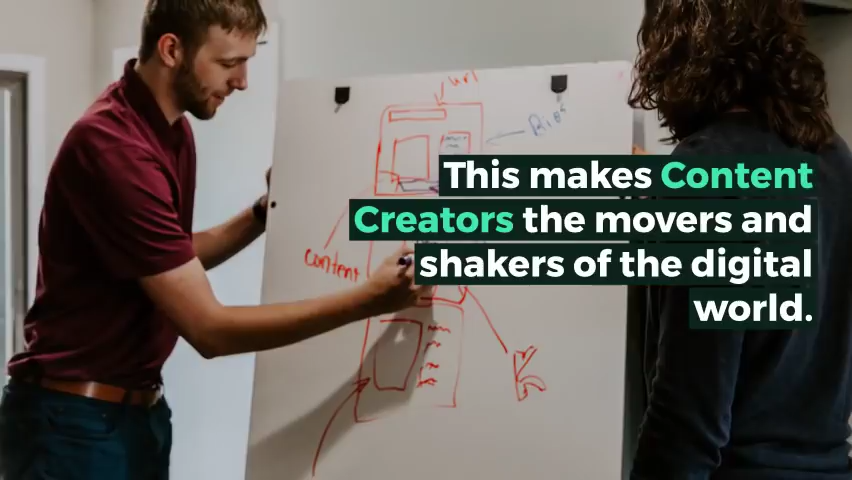 url
This makes Content
Creators the movers and
shakers of the digital
world.
content